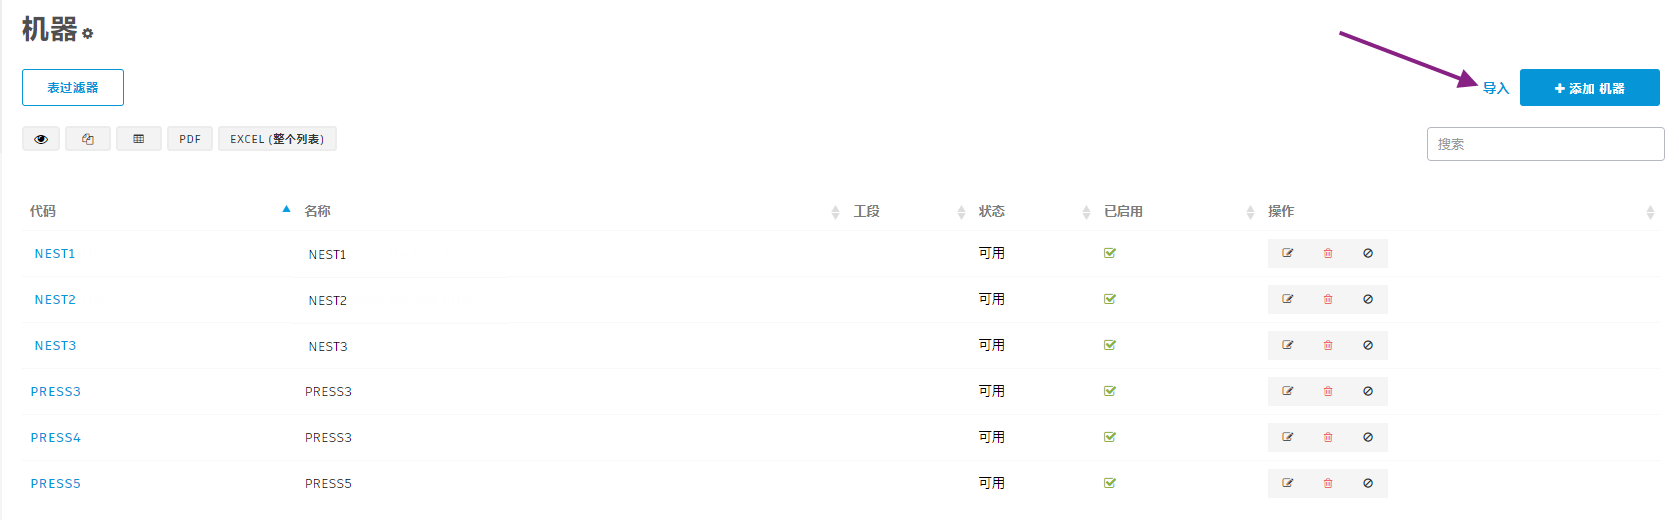 机器
表过滤器
导入 添加 机器
PDF EXCEL (整个列表)
搜索
代码 名称 工段 状态 已启用 操作
NEST1 NEST1 可用
NEST2 NEST2 可用
NEST3 NEST3 可用
PRESS3 PRESS3 可用
PRESS4 PRESS3 可用
PRESS5 PRESS5 可用